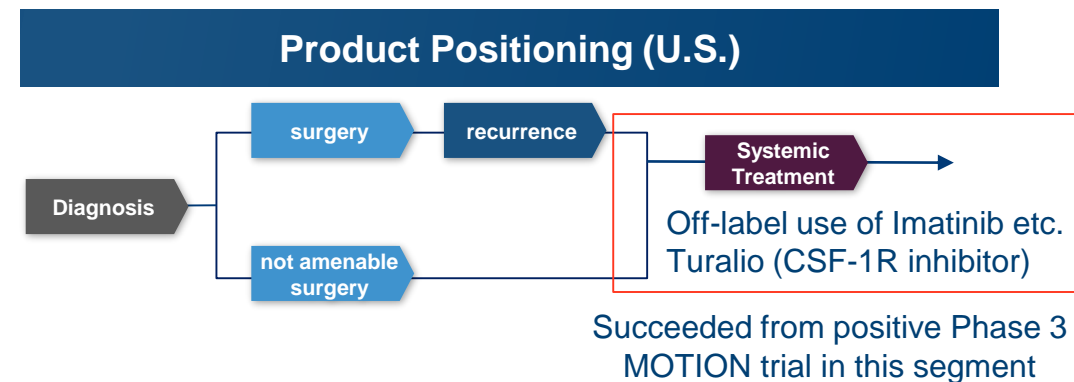 Product Positioning (U.S.)
surgery
recurrence
Systemic
Treatment
Diagnosis
Off-label use of Imatinib etc.
Turalio (CSF-1R inhibitor)
not amenable
surgery
Succeeded from positive Phase 3
MOTION trial in this segment